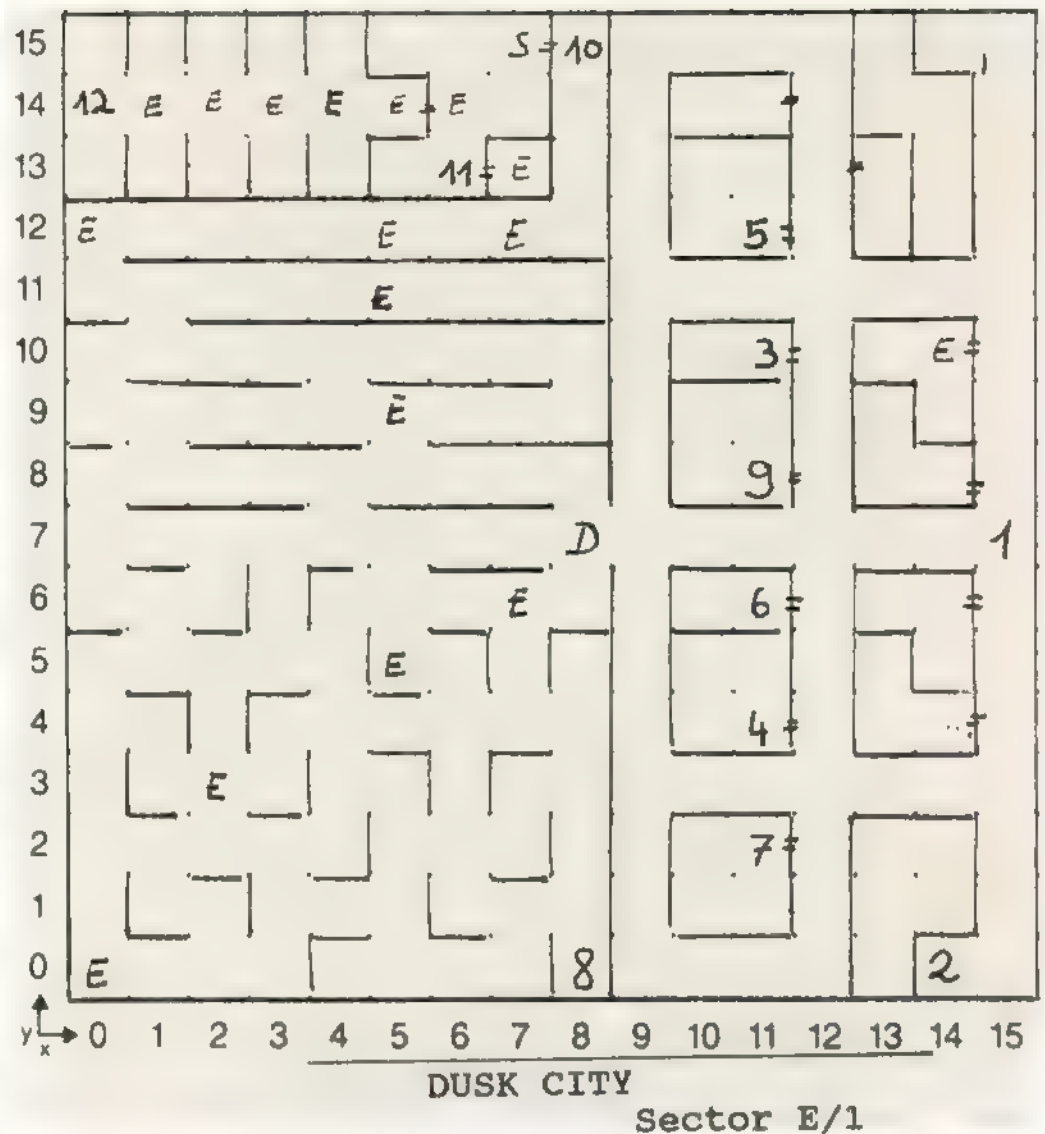 15 S 10
14 12 E E E E E E
13 11 E
12 E E E 5
11 E
10 3 E
9 E
8 9
7 D 1
6 E 6
5 E
4 4
3 E
2 7
1
0 E 8 2
y x 0 1 2 3 4 5 6 7 8 9 10 11 12 13 14 15
DUSK CITY
Sector E/1